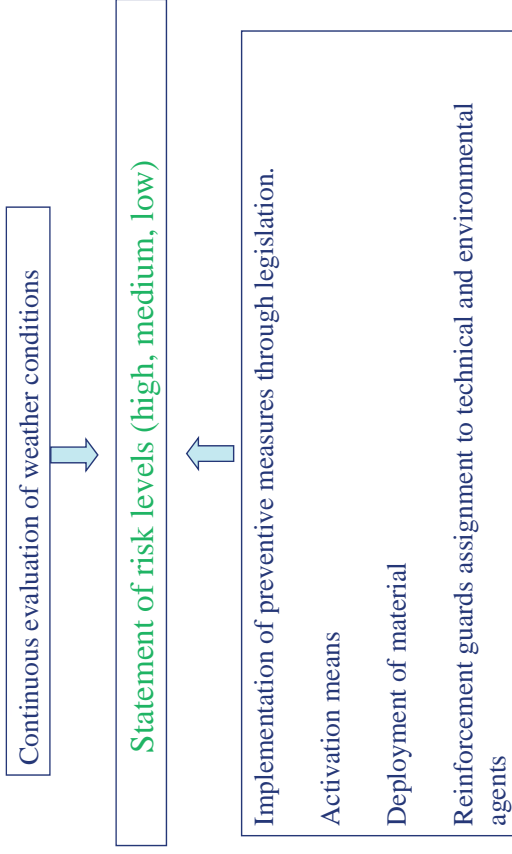 Continuous evaluation of weather conditions
Statement of risk levels (high, medium, low)
Implementation of preventive measures through legislation.
Activation means
Deployment of material
Reinforcement guards assignment to technical and environmental
agents